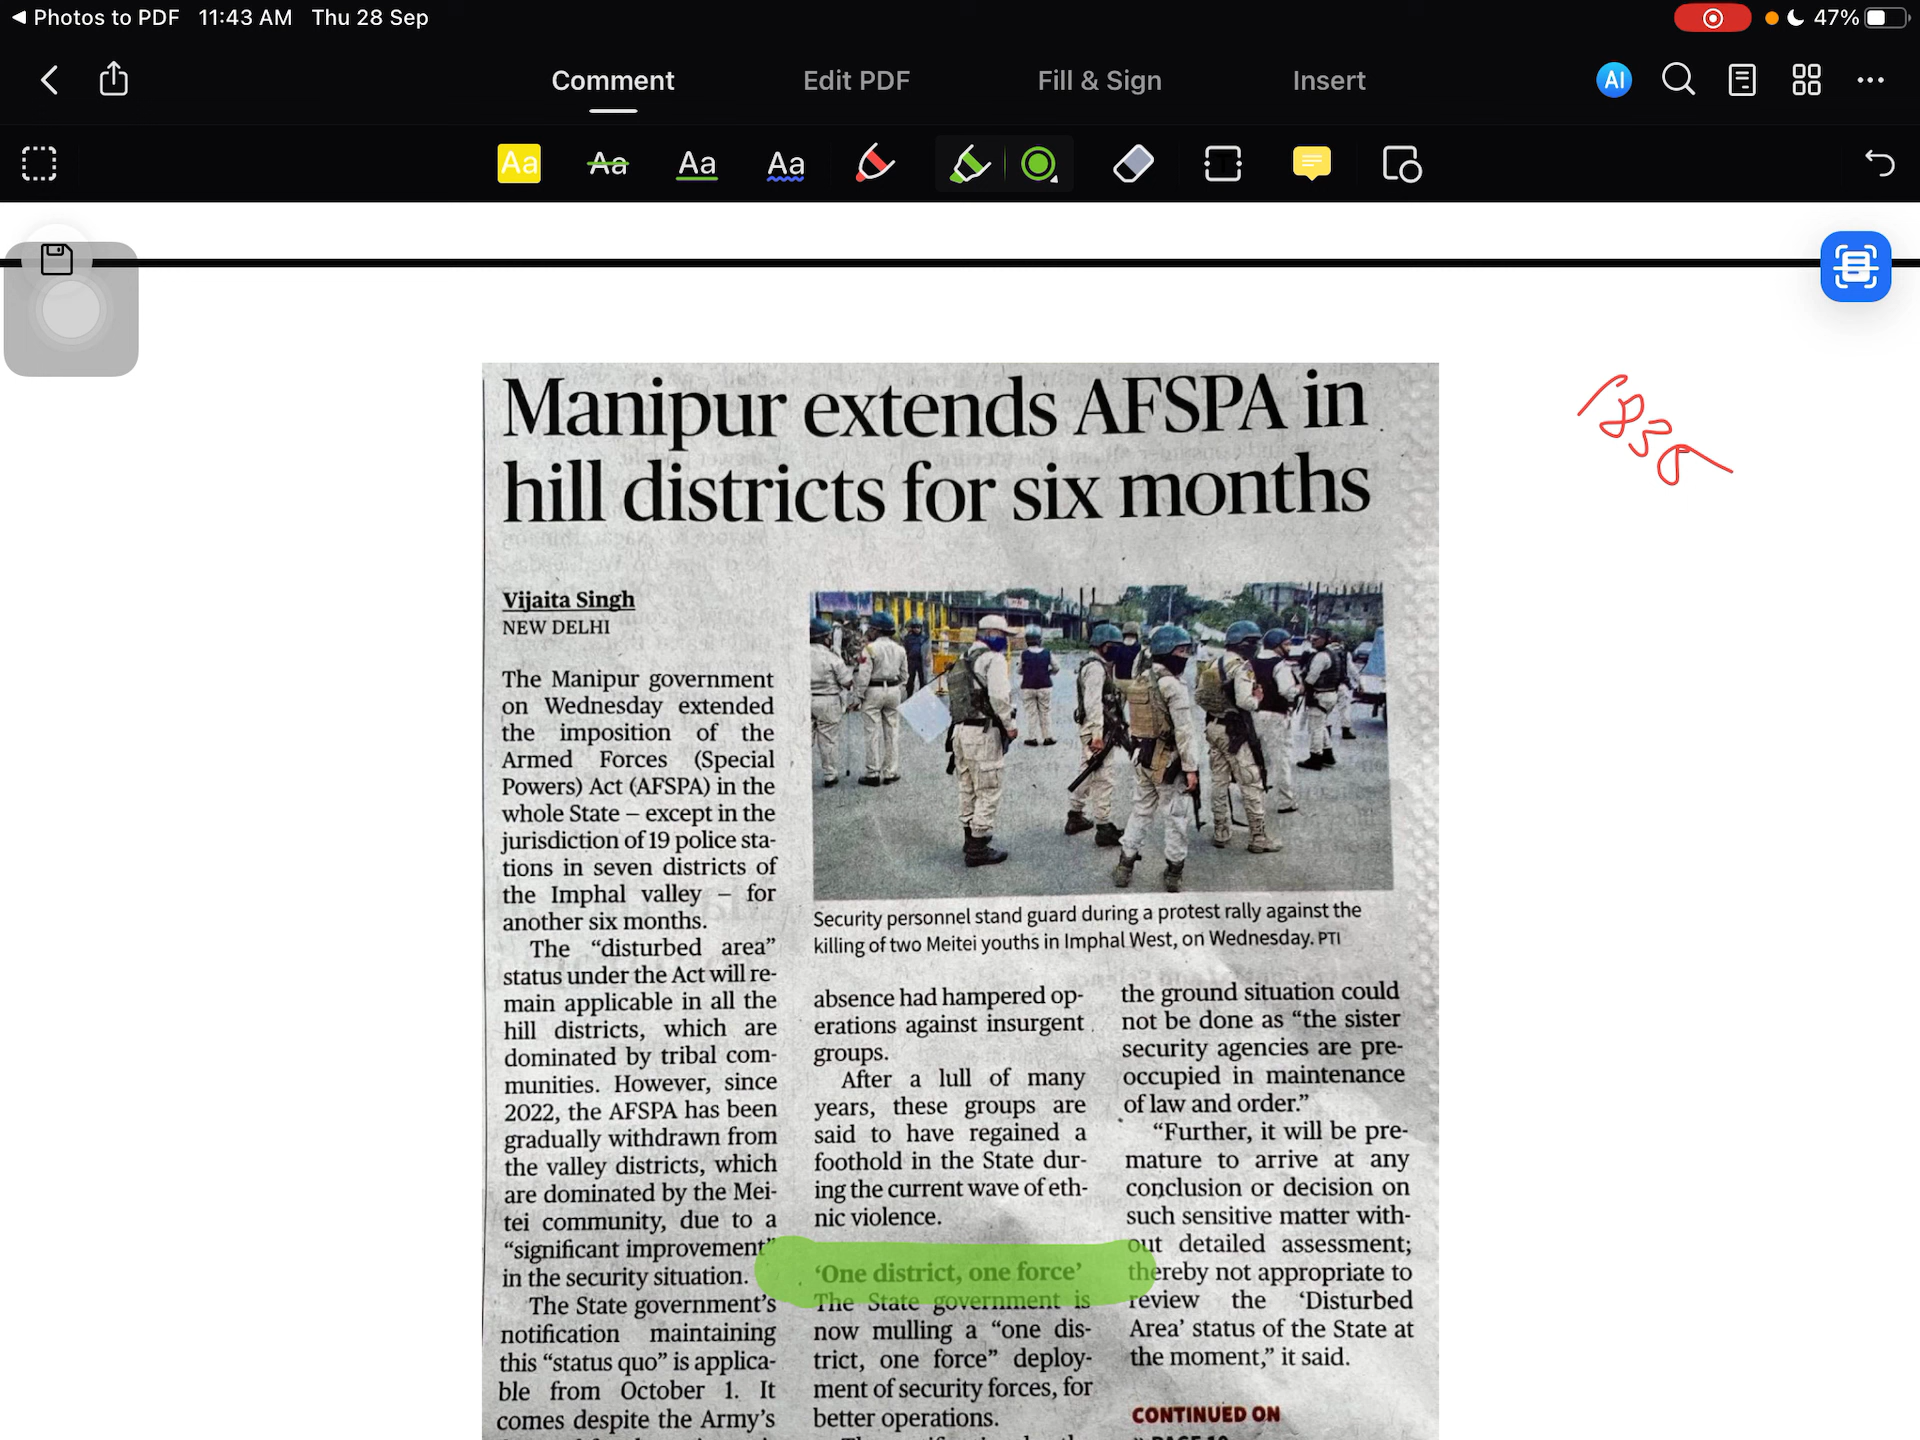 Photos to PDF 11:43 AM Thu 28 Sep
47%
Comment
Edit PDF
Fill & Sign
Insert
AI
Aa
Aa
Aa
Aa
T
1835
Manipur extends AFSPA in
hill districts for six months
Vijaita Singh
NEW DELHI
The Manipur government
on Wednesday extended
the imposition of the
Armed Forces (Special
Powers) Act (AFSPA) in the
whole State – except in the
jurisdiction of 19 police sta-
tions in seven districts of
the Imphal valley – for
another six months.
The “disturbed area”
status under the Act will re-
main applicable in all the
hill districts, which are
dominated by tribal com-
munities. However, since
2022, the AFSPA has been
gradually withdrawn from
the valley districts, which
are dominated by the Mei-
tei community, due to a
“significant improvement”
in the security situation.
The State government’s
notification maintaining
this “status quo” is applica-
ble from October 1. It
comes despite the Army’s
Security personnel stand guard during a protest rally against the
killing of two Meitei youths in Imphal West, on Wednesday. PTI
absence had hampered op-
erations against insurgent
groups.
After a lull of many
years, these groups are
said to have regained a
foothold in the State dur-
ing the current wave of eth-
nic violence.
‘One district, one force’
The State government is
now mulling a “one dis-
trict, one force” deploy-
ment of security forces, for
better operations.
the ground situation could
not be done as “the sister
security agencies are pre-
occupied in maintenance
of law and order.”
“Further, it will be pre-
mature to arrive at any
conclusion or decision on
such sensitive matter with-
out detailed assessment;
thereby not appropriate to
review the ‘Disturbed
Area’ status of the State at
the moment,” it said.
CONTINUED ON
» PAGE 10